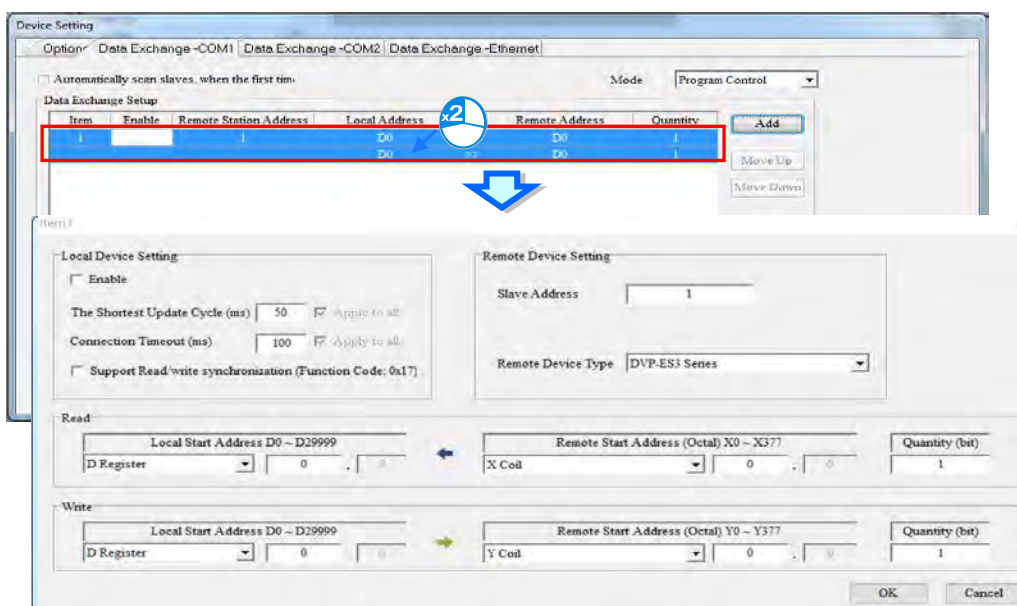 Device Setting
Options Data Exchange -COM1 Data Exchange -COM2 Data Exchange -Ethernet
Automatically scan slaves, when the first tim
Mode Program Control
Data Exchange Setup
Item Enable Remote Station Address Local Address Remote Address Quantity
Add
x2
1 1 D0 D0 1
D0 => D0 1
Move Up
Move Down
Item1
Local Device Setting
Remote Device Setting
Enable
Slave Address 1
The Shortest Update Cycle (ms) 50 Apply to all
Connection Timeout (ms) 100 Apply to all
Remote Device Type DVP-ES3 Series
Support Read/write synchronization (Function Code: 0x17)
Read
Local Start Address D0 ~ D29999 Remote Start Address (Octal) X0 ~ X377 Quantity (bit)
D Register 0 . 0 X Coil 0 . 0 1
Write
Local Start Address D0 ~ D29999 Remote Start Address (Octal) Y0 ~ Y377 Quantity (bit)
D Register 0 0 Y Coil 0 . 0 1
OK Cancel